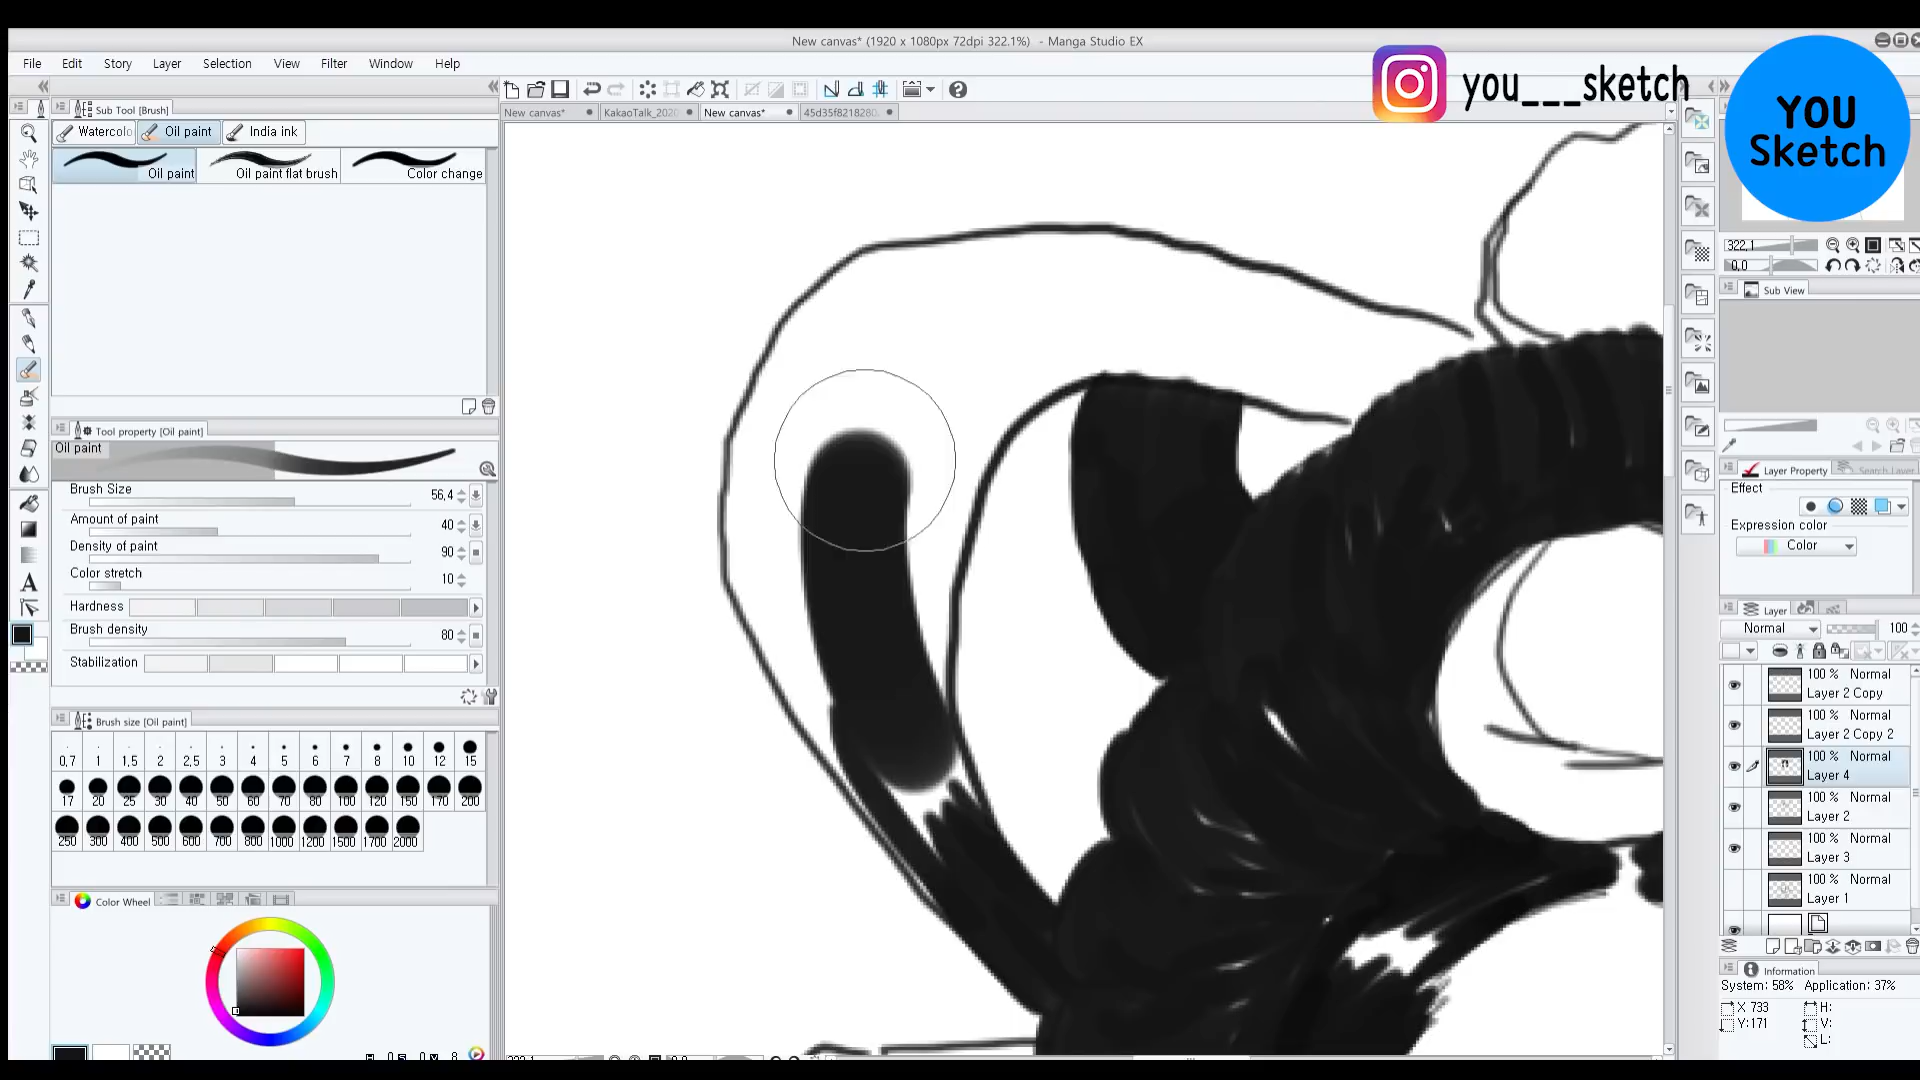 New canvas* (1920 x 1080px 72dpi 322.1%) - Manga Studio EX
File Edit Story Layer Selection View Filter Window Help
you___sketch
YOU
Sketch
Sub Tool [Brush]
New canvas* KakaoTalk_202 New canvas* 45d35f8218280
Watercolo Oil paint India ink
Oil paint Oil paint flat brush Color change
322,1
0,0
Sub View
Tool property [Oil paint]
Oil paint
Brush Size 56,4
Amount of paint 40
Density of paint 90
Color stretch 10
Hardness
Brush density 80
Stabilization
Layer Property Search Layer
Effect
Expression color
Color
Layer
Normal 100
100 % Normal
Layer 2 Copy
100 % Normal
Layer 2 Copy 2
100 % Normal
Layer 4
100 % Normal
Layer 2
100 % Normal
Layer 3
100 % Normal
Layer 1
Brush size [Oil paint]
0.7 1 1.5 2 2.5 3 4 5 6 7 8 10 12 15
17 20 25 30 40 50 60 70 80 100 120 150 170 200
250 300 400 500 600 700 800 1000 1200 1500 1700 2000
Color Wheel
Information
System: 58% Application: 37%
X 733 H:
Y:171 V:
L: